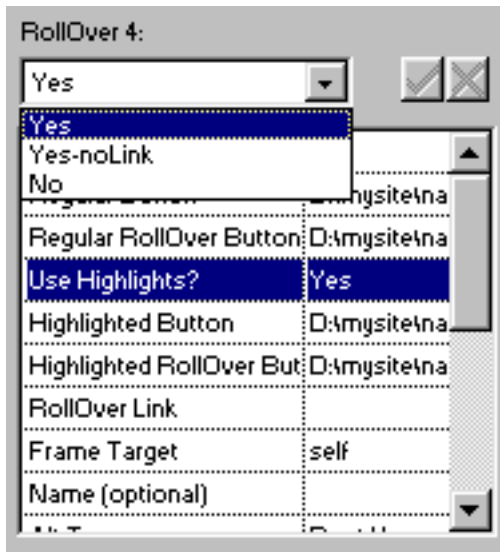 RollOver 4:
Yes
Yes
Yes-noLink
No
Regular RollOver Button D:\mysite\na
Use Highlights? Yes
Highlighted Button D:\mysite\na
Highlighted RollOver But D:\mysite\na
RollOver Link
Frame Target self
Name (optional)